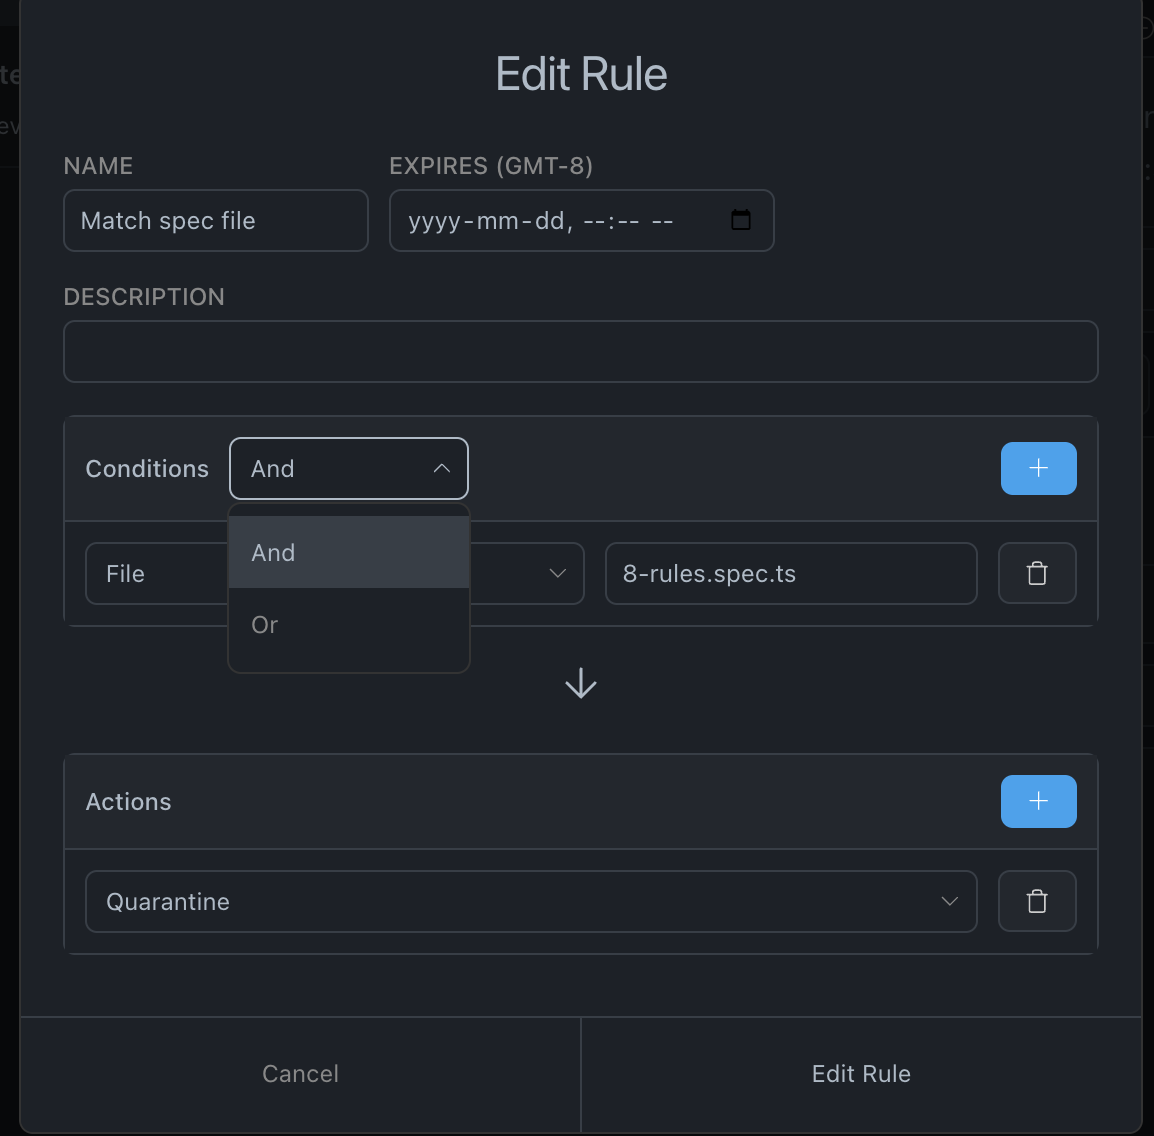 Edit Rule
NAME
EXPIRES (GMT-8)
Match spec file
yyyy-mm-dd, --:-- --
DESCRIPTION
Conditions
And
And
Or
File
8-rules.spec.ts
Actions
Quarantine
Cancel
Edit Rule